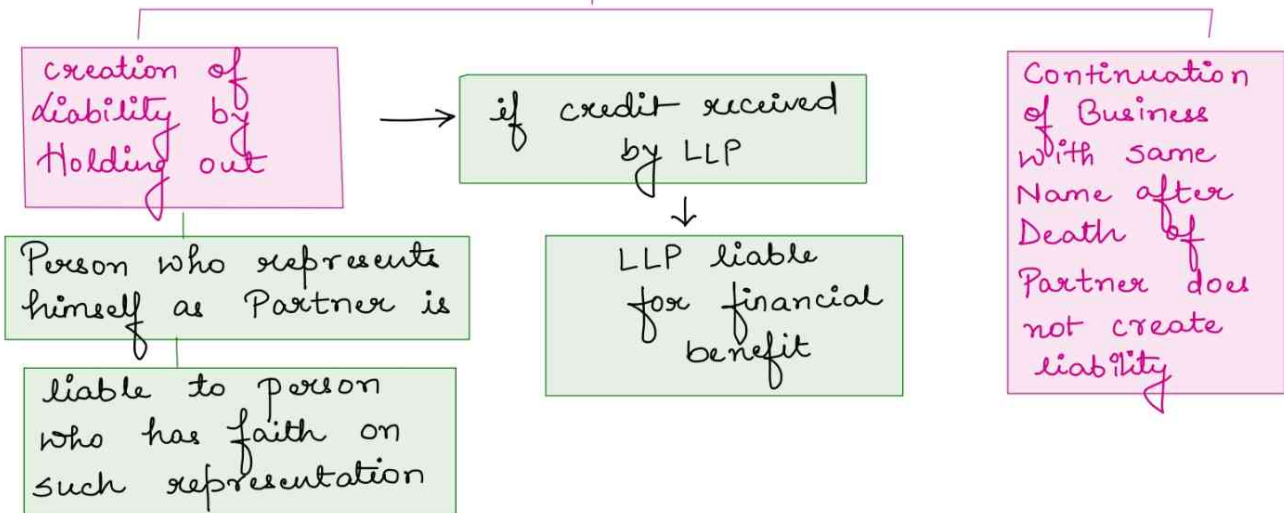 creation of
Liability by
Holding out
if credit received
by LLP
LLP liable
for financial
benefit
Person who represents
himself as Partner is
liable to person
who has faith on
such representation
Continuation
of Business
with same
Name after
Death of
Partner does
not create
liability